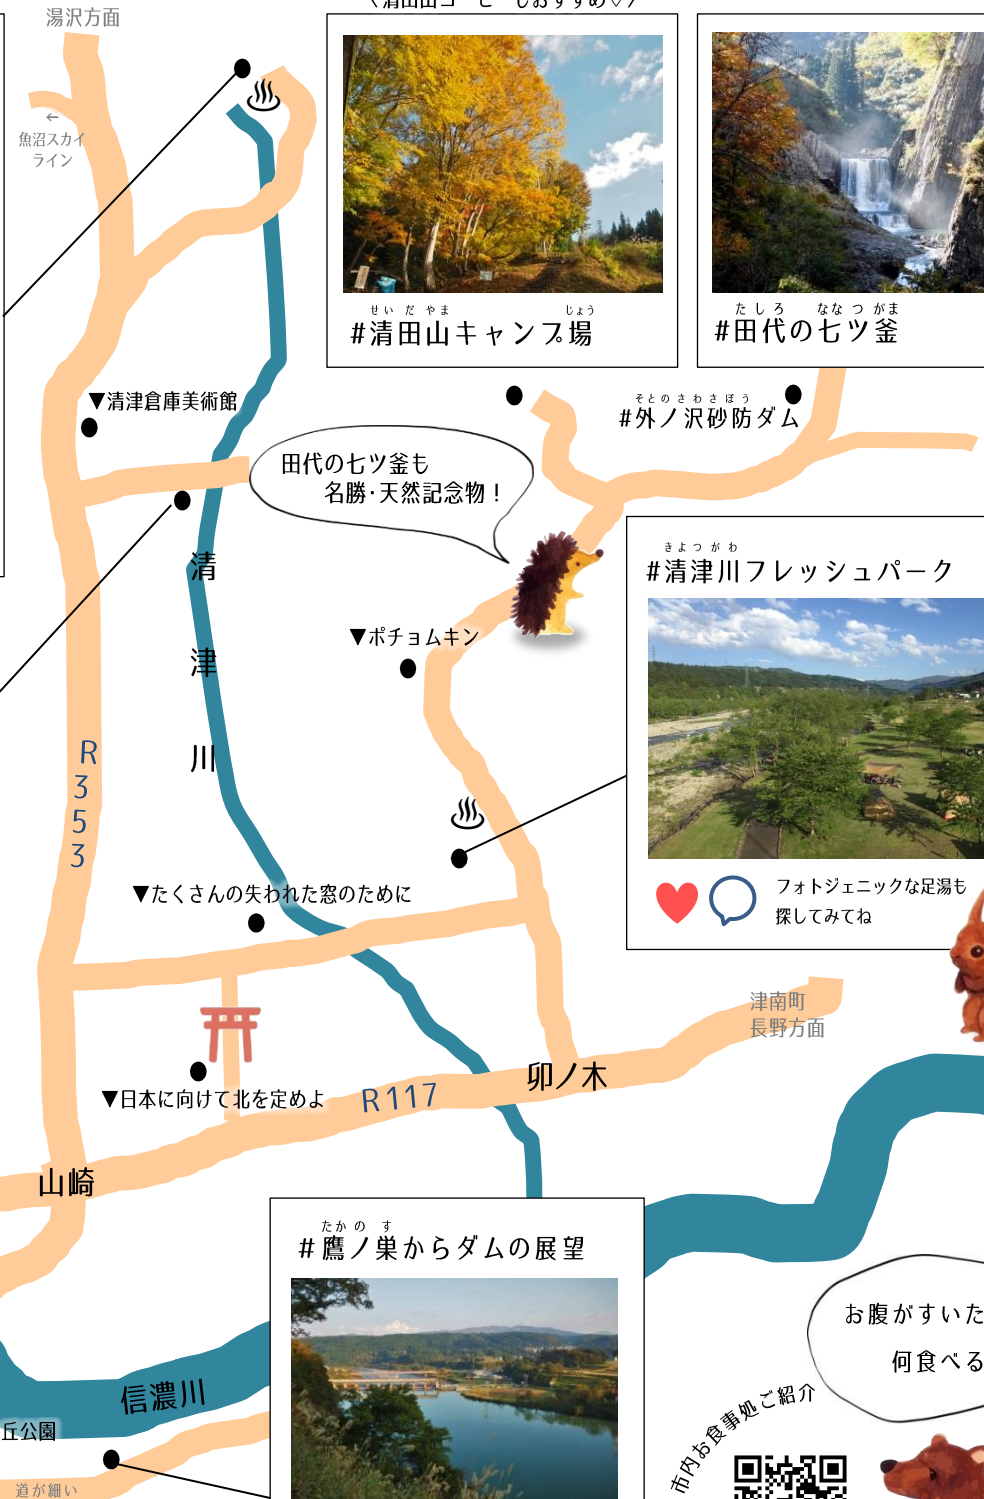 湯沢方面
←
魚沼スカイ
ライン
せいだやま じょう
#清田山キャンプ場
たしろ ななつがま
#田代の七ツ釜
▼清津倉庫美術館
そとのさわさぼう
#外ノ沢砂防ダム
田代の七ツ釜も
名勝・天然記念物！
きよつがわ
#清津川フレッシュパーク
清津川
▼ポチョムキン
R353
フォトジェニックな足湯も
探してみてね
▼たくさんの失われた窓のために
津南町
長野方面
卯ノ木
R117
▼日本に向けて北を定めよ
山崎
たかのす
#鷹ノ巣からダムの展望
お腹がすいた
何食べる
信濃川
市内お食事処ご紹介
丘公園
道が細い